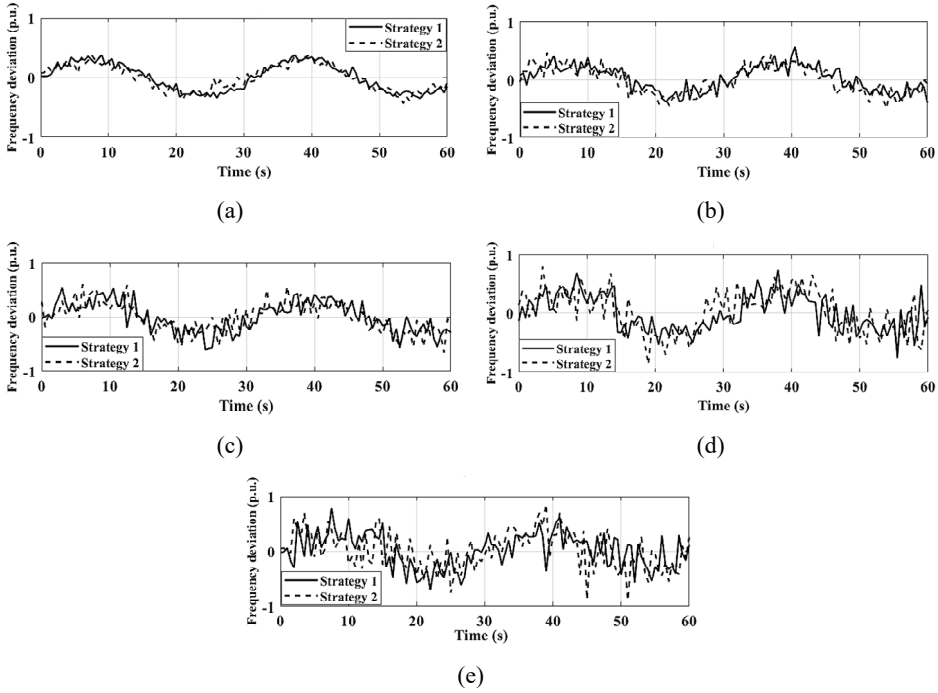 Frequency deviation (p.u.)
1
0
-1
Strategy 1
Strategy 2
0 10 20 30 40 50 60
Time (s)
(a)
Frequency deviation (p.u.)
1
0
-1
Strategy 1
Strategy 2
0 10 20 30 40 50 60
Time (s)
(b)
Frequency deviation (p.u.)
1
0
-1
Strategy 1
Strategy 2
0 10 20 30 40 50 60
Time (s)
(c)
Frequency deviation (p.u.)
1
0
-1
Strategy 1
Strategy 2
0 10 20 30 40 50 60
Time (s)
(d)
Frequency deviation (p.u.)
1
0
-1
Strategy 1
Strategy 2
0 10 20 30 40 50 60
Time (s)
(e)